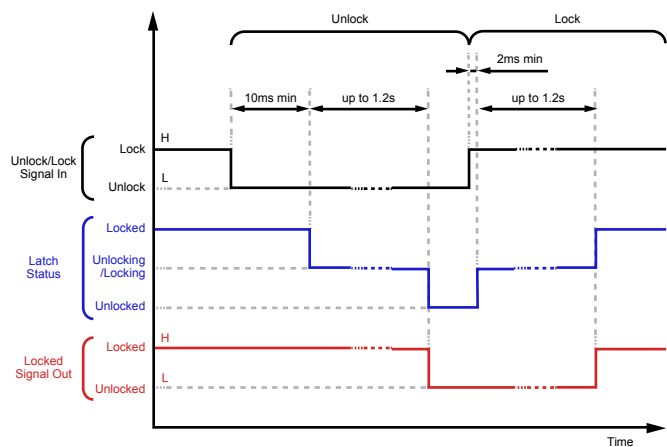 Unlock
Lock
2ms min
10ms min
up to 1.2s
up to 1.2s
H
Lock
Unlock/Lock
Signal In
L
Unlock
Locked
Latch
Status
Unlocking
/Locking
Unlocked
H
Locked
Locked
Signal Out
L
Unlocked
Time